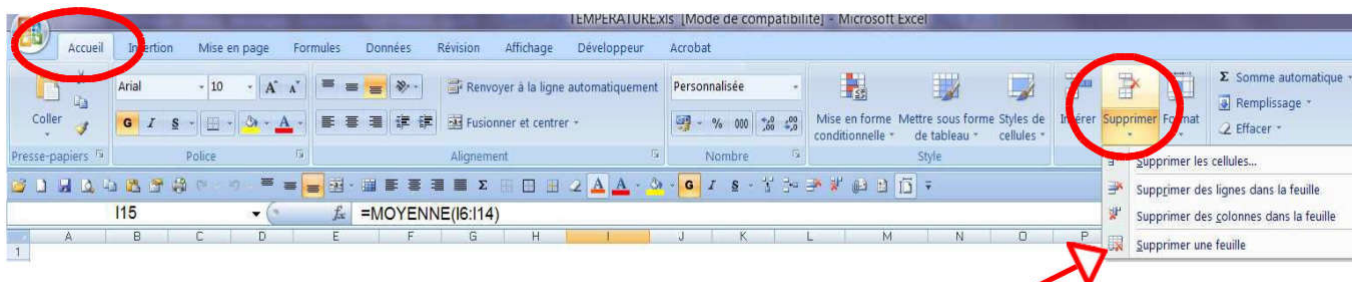 TEMPERATURE.xls [Mode de compatibilité] - Microsoft Excel
Accueil Insertion Mise en page Formules Données Révision Affichage Développeur Acrobat
Arial 10 A A Renvoyer à la ligne automatiquement Personnalisée Σ Somme automatique
Remplissage
Coller G I S A Fusionner et centrer % 000 ,00 ,00 Mise en forme Mettre sous forme Styles de Insérer Supprimer Format
conditionnelle de tableau cellules Effacer
Presse-papiers Police Alignement Nombre Style
Supprimer les cellules...
Σ A A G I S
Supprimer des lignes dans la feuille
I15 fx =MOYENNE(I6:I14)
Supprimer des colonnes dans la feuille
A B C D E F G H I J K L M N O P
Supprimer une feuille
1